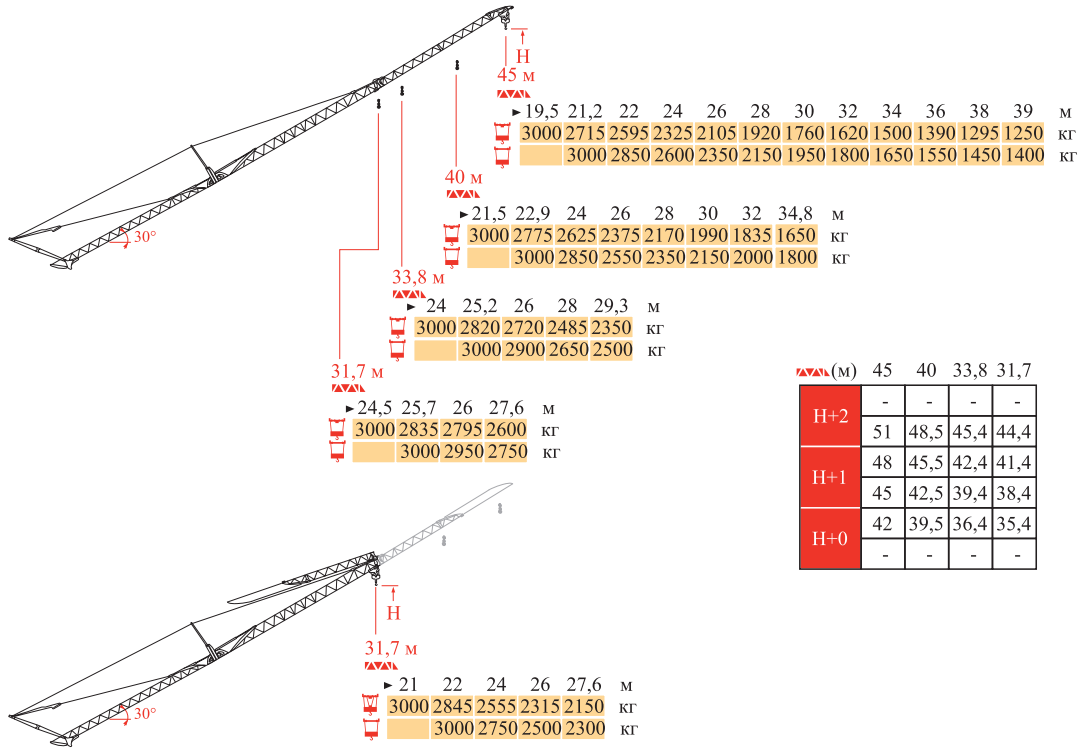 H
45 м
► 19,5 21,2 22 24 26 28 30 32 34 36 38 39 м
3000 2715 2595 2325 2105 1920 1760 1620 1500 1390 1295 1250 кг
3000 2850 2600 2350 2150 1950 1800 1650 1550 1450 1400 кг
40 м
► 21,5 22,9 24 26 28 30 32 34,8 м
3000 2775 2625 2375 2170 1990 1835 1650 кг
3000 2850 2550 2350 2150 2000 1800 кг
30°
33,8 м
► 24 25,2 26 28 29,3 м
3000 2820 2720 2485 2350 кг
3000 2900 2650 2500 кг
31,7 м
► 24,5 25,7 26 27,6 м
3000 2835 2795 2600 кг
3000 2950 2750 кг
(м) 45 40 33,8 31,7
H+2
- - - -
51 48,5 45,4 44,4
H+1
48 45,5 42,4 41,4
45 42,5 39,4 38,4
H+0
42 39,5 36,4 35,4
- - - -
H
31,7 м
► 21 22 24 26 27,6 м
3000 2845 2555 2315 2150 кг
3000 2750 2500 2300 кг
30°